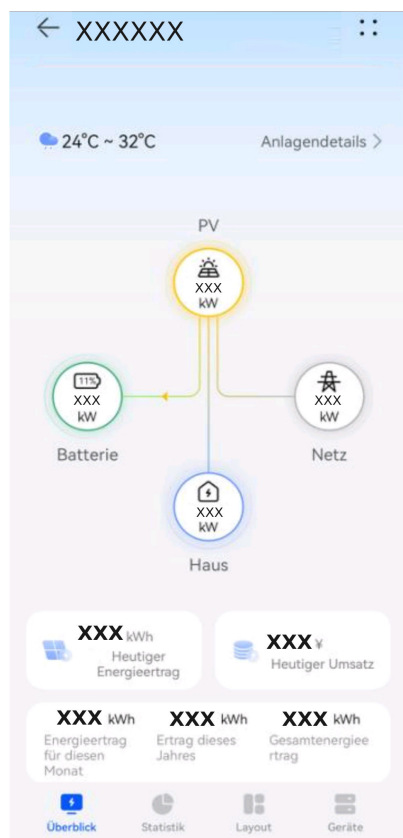 XXXXXX
24°C ~ 32°C
Anlagendetails >
PV
XXX
kW
11%
XXX
kW
XXX
kW
Batterie
Netz
XXX
kW
Haus
XXX kWh
Heutiger
Energieertrag
XXX ¥
Heutiger Umsatz
XXX kWh
XXX kWh
XXX kWh
Energieertrag
für diesen
Monat
Ertrag dieses
Jahres
Gesamtenergiee
rtrag
Überblick
Statistik
Layout
Geräte